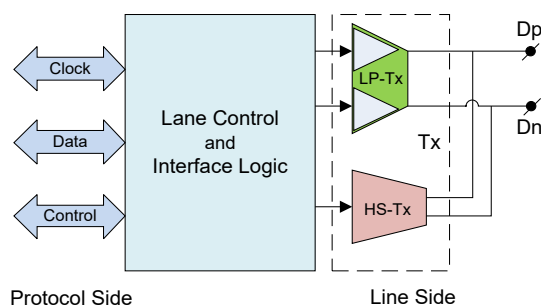 Clock
Data
Control
Lane Control
and
Interface Logic
LP-Tx
Tx
HS-Tx
Dp
Dn
Protocol Side
Line Side